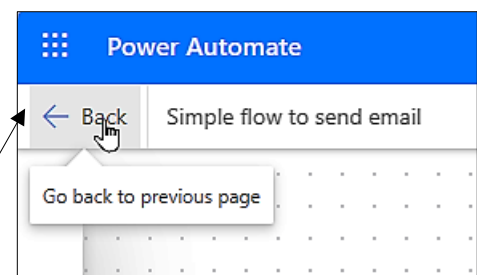 Power Automate
Back Simple flow to send email
Go back to previous page